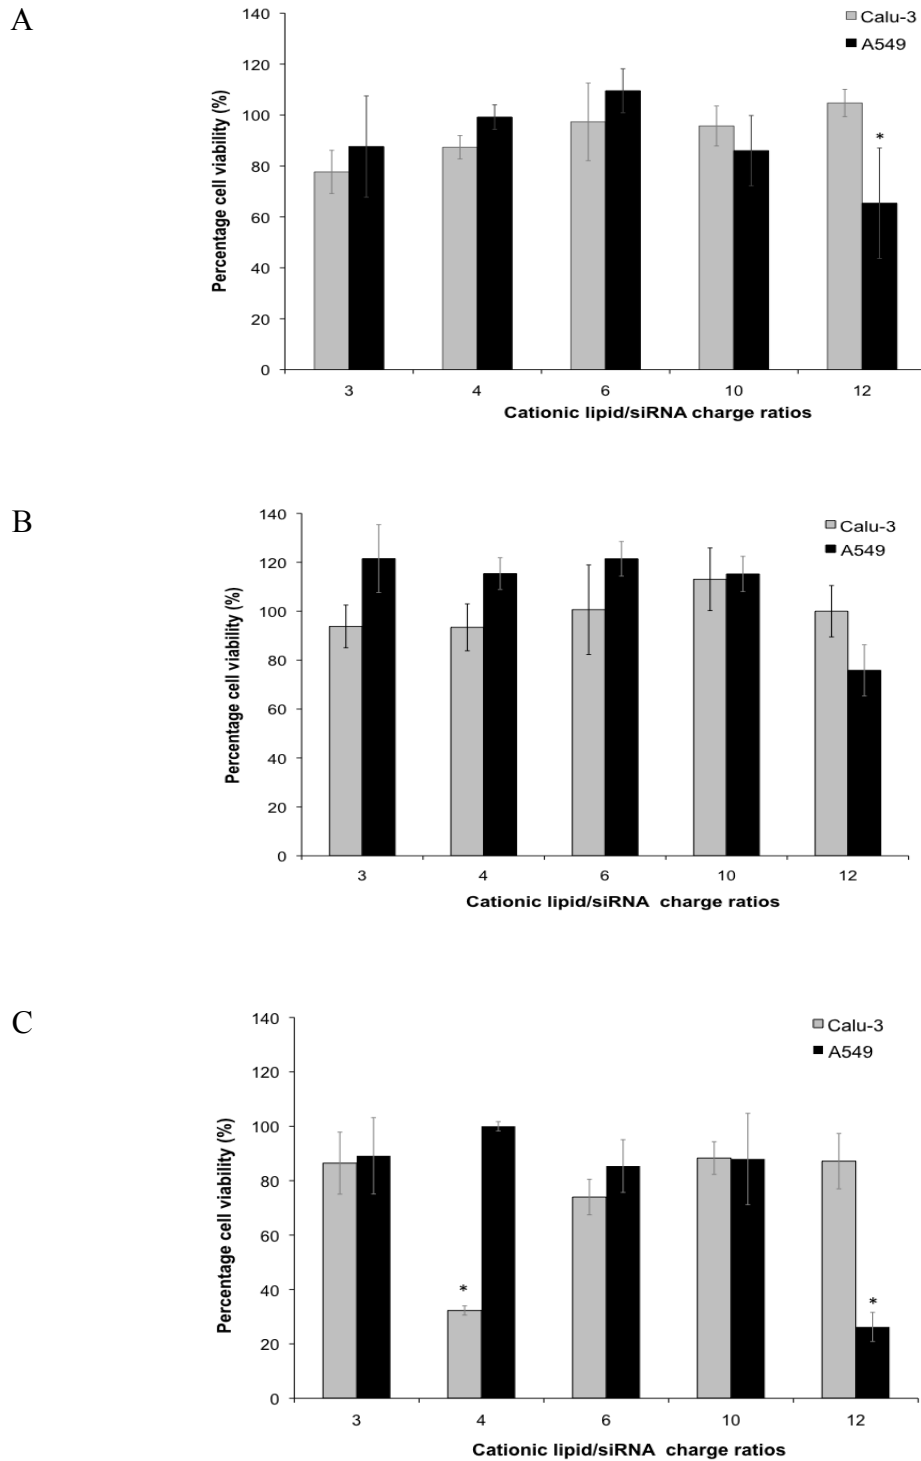 A
140
120
100
80
60
40
20
0
Percentage cell viability (%)
Calu-3
A549
*
3 4 6 10 12
Cationic lipid/siRNA charge ratios
B
140
120
100
80
60
40
20
0
Percentage cell viability (%)
Calu-3
A549
3 4 6 10 12
Cationic lipid/siRNA charge ratios
C
140
120
100
80
60
40
20
0
Percentage cell viability (%)
Calu-3
A549
*
*
3 4 6 10 12
Cationic lipid/siRNA charge ratios